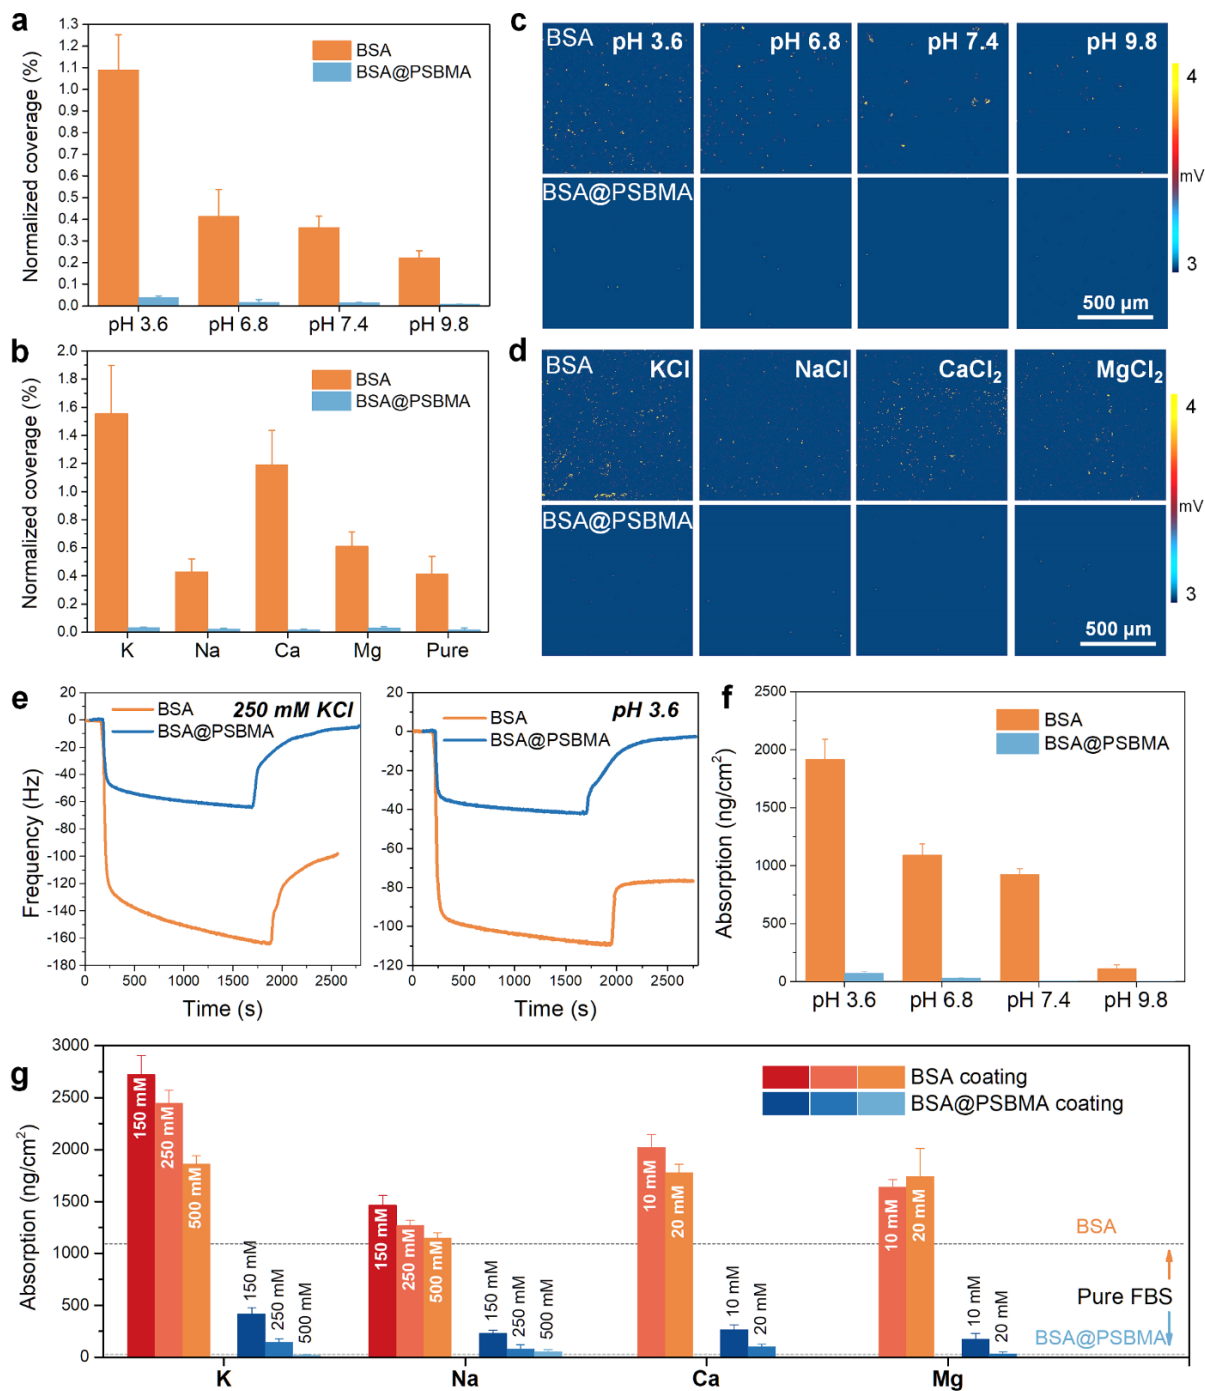 a
Normalized coverage (%)
1.3
1.2
1.1
1.0
0.9
0.8
0.7
0.6
0.5
0.4
0.3
0.2
0.1
0.0
BSA
BSA@PSBMA
pH 3.6
pH 6.8
pH 7.4
pH 9.8
c
BSA
pH 3.6
pH 6.8
pH 7.4
pH 9.8
BSA@PSBMA
500 µm
4
mV
3
b
Normalized coverage (%)
2.0
1.8
1.6
1.4
1.2
1.0
0.8
0.6
0.4
0.2
0.0
BSA
BSA@PSBMA
K
Na
Ca
Mg
Pure
d
BSA
KCl
NaCl
CaCl₂
MgCl₂
BSA@PSBMA
500 µm
4
mV
3
e
Frequency (Hz)
20
0
-20
-40
-60
-80
-100
-120
-140
-160
-180
BSA
BSA@PSBMA
250 mM KCl
0
500
1000
1500
2000
2500
Time (s)
20
0
-20
-40
-60
-80
-100
-120
BSA
BSA@PSBMA
pH 3.6
0
500
1000
1500
2000
2500
Time (s)
f
Absorption (ng/cm²)
2500
2000
1500
1000
500
0
BSA
BSA@PSBMA
pH 3.6
pH 6.8
pH 7.4
pH 9.8
g
Absorption (ng/cm²)
3000
2500
2000
1500
1000
500
0
BSA coating
BSA@PSBMA coating
150 mM
250 mM
500 mM
150 mM
250 mM
500 mM
150 mM
250 mM
500 mM
150 mM
250 mM
500 mM
10 mM
20 mM
10 mM
20 mM
10 mM
20 mM
10 mM
20 mM
BSA
Pure FBS
BSA@PSBMA
K
Na
Ca
Mg